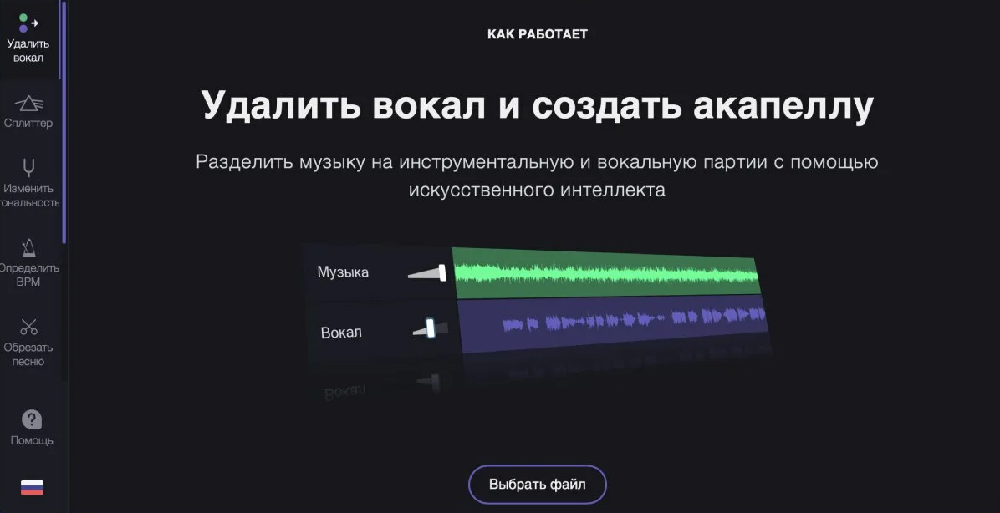 КАК РАБОТАЕТ
Удалить
вокал
Сплиттер
Изменить
тональность
Определить
BPM
Обрезать
песню
Помощь
Удалить вокал и создать акапеллу
Разделить музыку на инструментальную и вокальную партии с помощью
искусственного интеллекта
Музыка
Вокал
Вокал
Выбрать файл